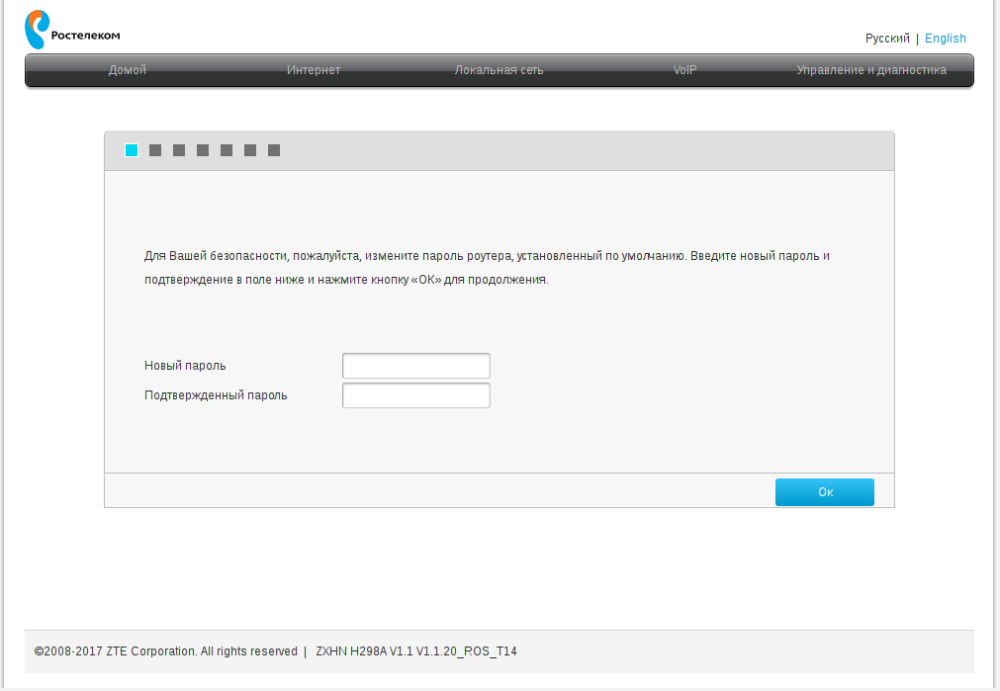 Ростелеком
Русский | English
Домой Интернет Локальная сеть VoIP Управление и диагностика
Для Вашей безопасности, пожалуйста, измените пароль роутера, установленный по умолчанию. Введите новый пароль и
подтверждение в поле ниже и нажмите кнопку «ОК» для продолжения.
Новый пароль
Подтвержденный пароль
Ок
©2008-2017 ZTE Corporation. All rights reserved | ZXHN H298A V1.1 V1.1.20_ROS_T14